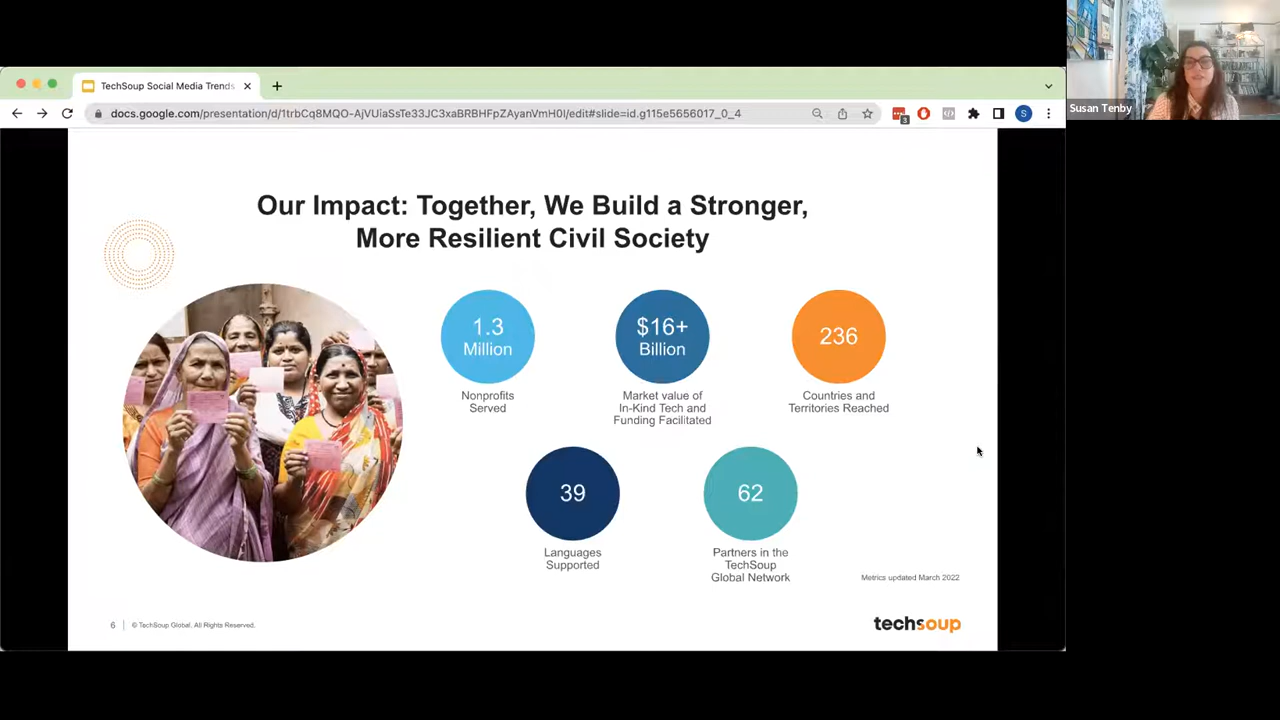 TechSoup Social Media Trends
docs.google.com/presentation/d/1trbCq8MQO-AjVUiaSsTe33JC3xaBRBHFpZAyanVmH0I/edit#slide=id.g115e5656017_0_4
3
S
Susan Tenby
Our Impact: Together, We Build a Stronger,
More Resilient Civil Society
1.3
Million
Nonprofits
Served
$16+
Billion
Market value of
In-Kind Tech and
Funding Facilitated
236
Countries and
Territories Reached
39
Languages
Supported
62
Partners in the
TechSoup
Global Network
Metrics updated March 2022
6
© TechSoup Global. All Rights Reserved.
techsoup